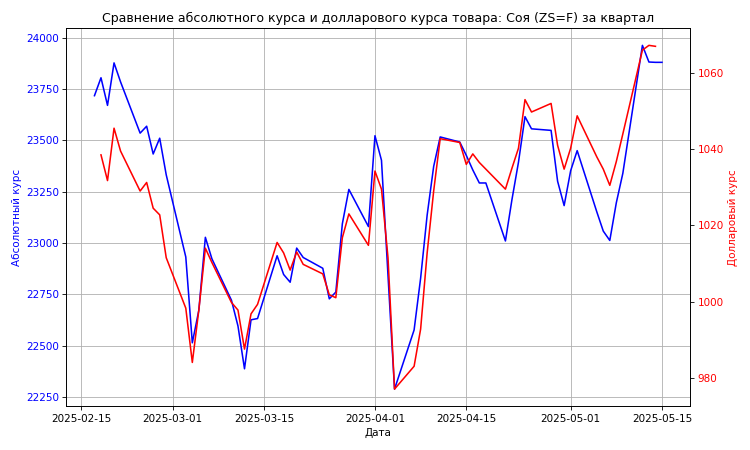 Сравнение абсолютного курса и долларового курса товара: Соя (ZS=F) за квартал
24000
23750
23500
23250
23000
22750
22500
22250
Абсолютный курс
1060
1040
1020
1000
980
Долларовый курс
2025-02-15 2025-03-01 2025-03-15 2025-04-01 2025-04-15 2025-05-01 2025-05-15
Дата